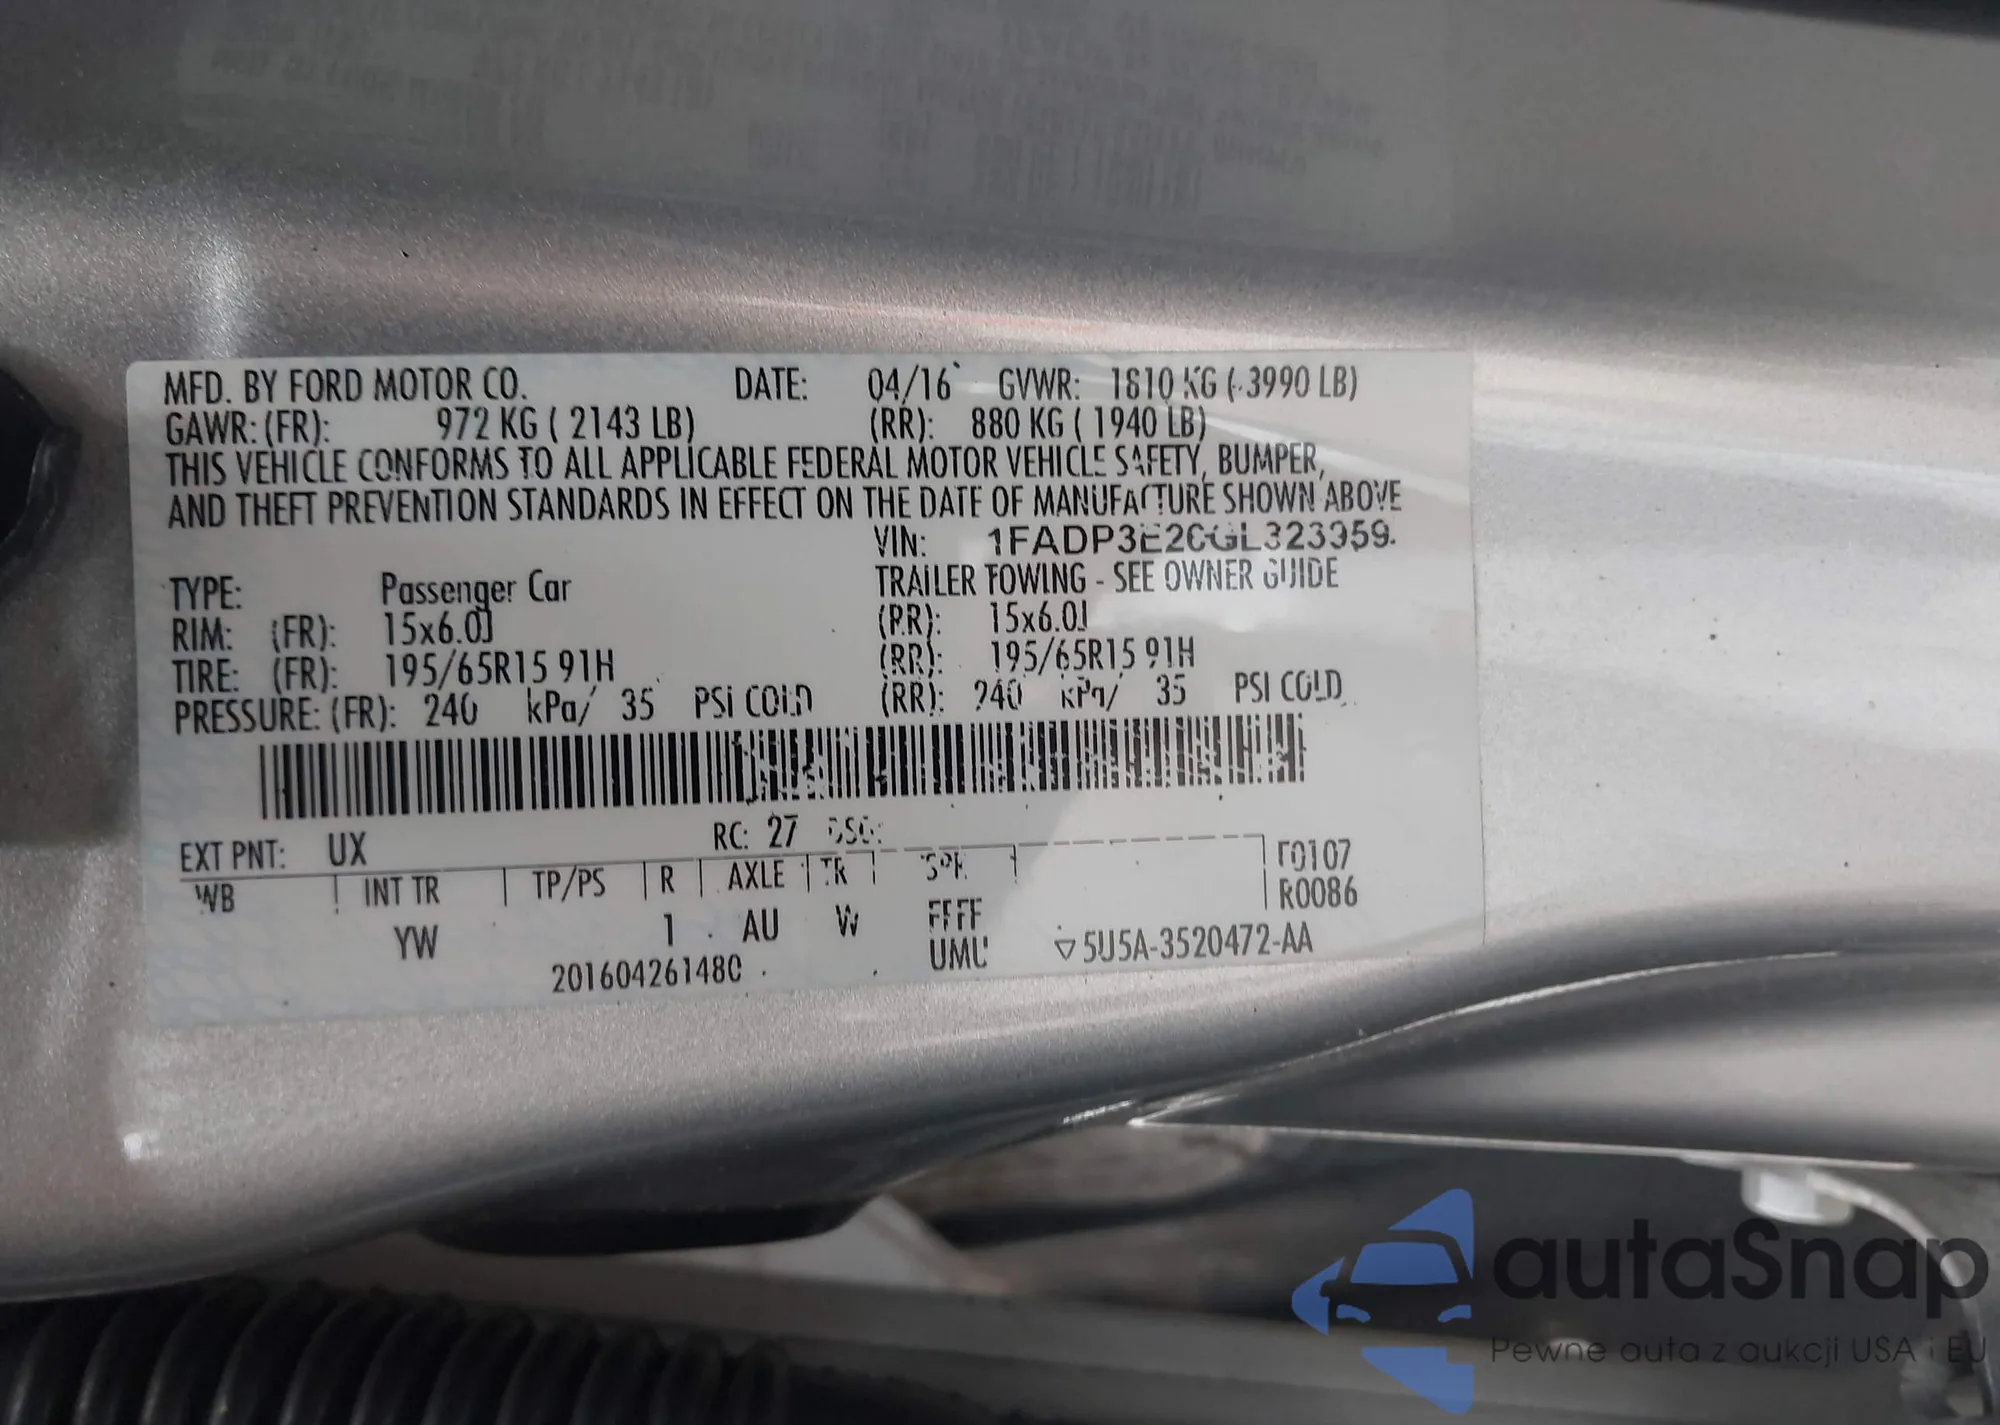 MFD. BY FORD MOTOR CO. DATE: 04/16 GVWR: 1810 KG ( 3990 LB)
GAWR: (FR): 972 KG ( 2143 LB) (RR): 880 KG ( 1940 LB)
THIS VEHICLE CONFORMS TO ALL APPLICABLE FEDERAL MOTOR VEHICLE SAFETY, BUMPER,
AND THEFT PREVENTION STANDARDS IN EFFECT ON THE DATE OF MANUFACTURE SHOWN ABOVE
VIN:
TYPE: Passenger Car TRAILER TOWING - SEE OWNER GUIDE
RIM: (FR): 15x6.0J (RR): 15x6.0J
TIRE: (FR): 195/65R15 91H (RR): 195/65R15 91H
PRESSURE: (FR): 240 kPa/ 35 PSI COLD (RR): 240 kPa/ 35 PSI COLD
EXT PNT: UX RC: 27 DSO:
WB INT TR TP/PS R AXLE TR SPR
YW 1 AU W FFFF
R0086
UMU ▽5U5A-3520472-AA
autaSnap
Pewne auta z aukcji USA i EU